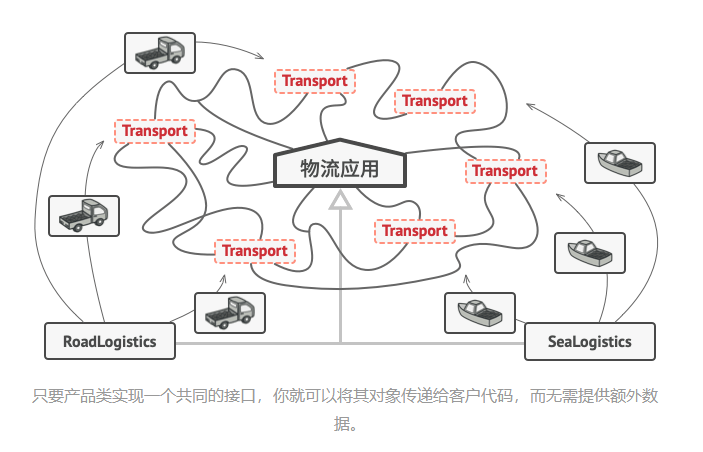 Transport
Transport
Transport
物流应用
Transport
Transport
Transport
RoadLogistics
SeaLogistics
只要产品类实现一个共同的接口，你就可以将其对象传递给客户代码，而无需提供额外数
据。